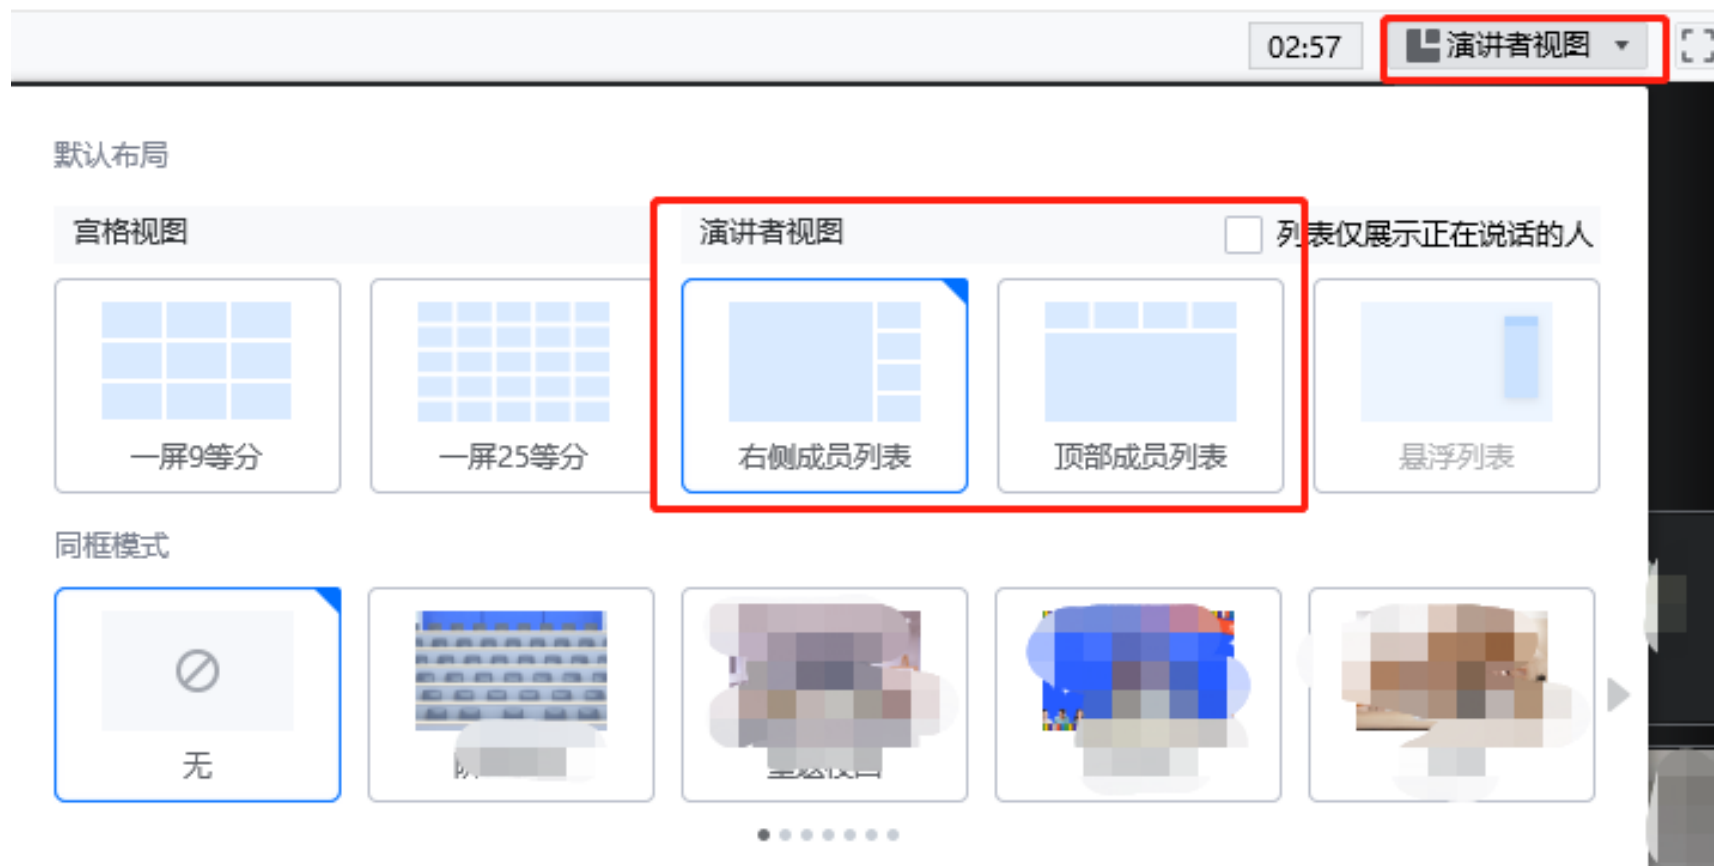 02:57
演讲者视图
默认布局
宫格视图
演讲者视图
列表仅展示正在说话的人
一屏9等分
一屏25等分
右侧成员列表
顶部成员列表
悬浮列表
同框模式
无